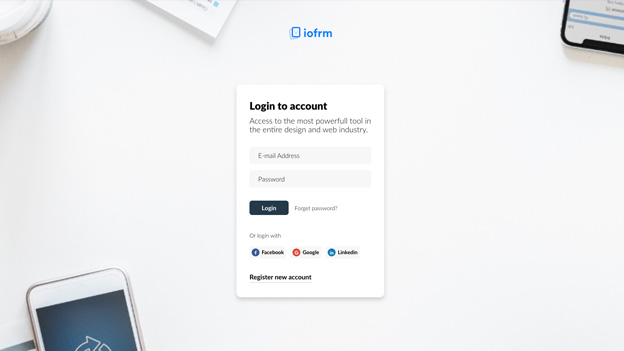 iofrm
Login to account
Access to the most powerfull tool in
the entire design and web industry.
E-mail Address
Password
Login Forget password?
Or login with
Facebook Google Linkedin
Register new account